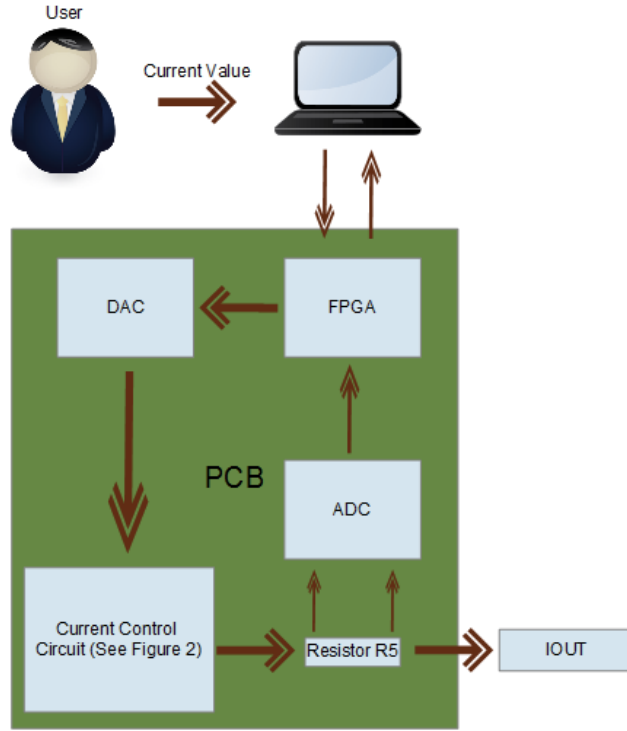 User
Current Value
DAC
FPGA
PCB
ADC
Current Control
Circuit (See Figure 2)
Resistor R5
IOUT